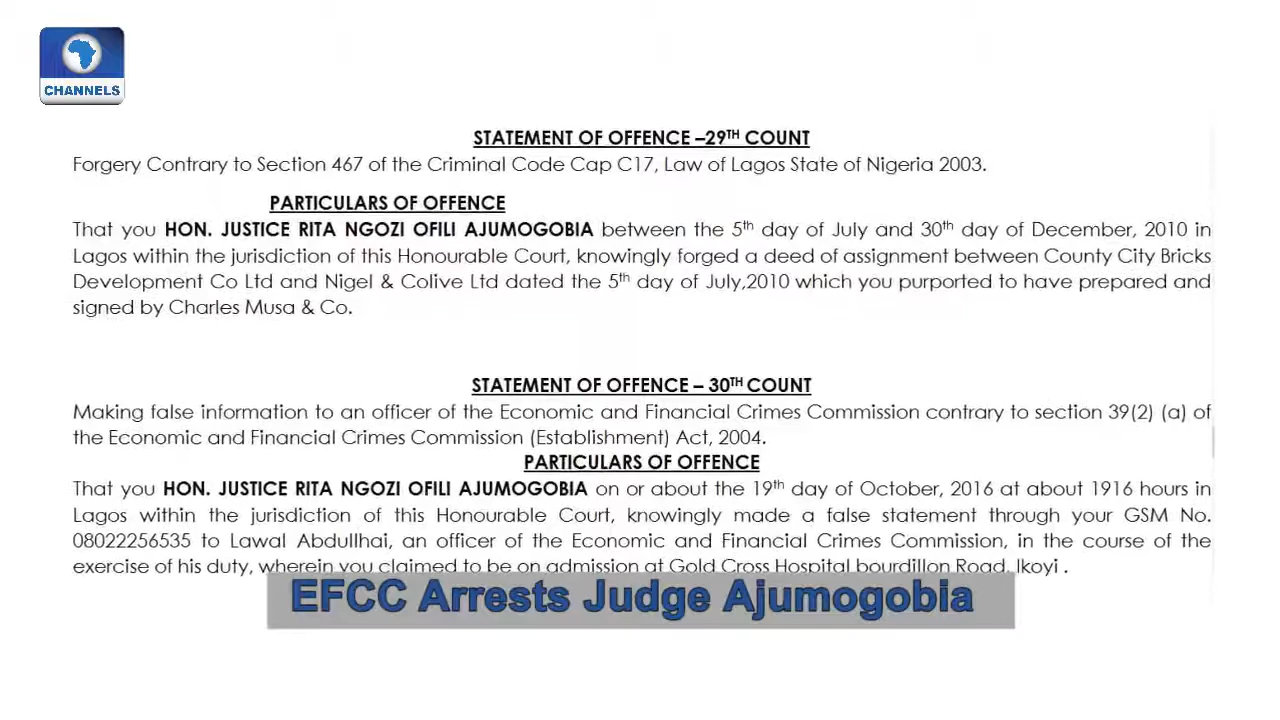 CHANNELS
STATEMENT OF OFFENCE –29TH COUNT
Forgery Contrary to Section 467 of the Criminal Code Cap C17, Law of Lagos State of Nigeria 2003.
PARTICULARS OF OFFENCE
That you HON. JUSTICE RITA NGOZI OFILI AJUMOGOBIA between the 5th day of July and 30th day of December, 2010 in
Lagos within the jurisdiction of this Honourable Court, knowingly forged a deed of assignment between County City Bricks
Development Co Ltd and Nigel & Colive Ltd dated the 5th day of July,2010 which you purported to have prepared and
signed by Charles Musa & Co.
STATEMENT OF OFFENCE – 30TH COUNT
Making false information to an officer of the Economic and Financial Crimes Commission contrary to section 39(2) (a) of
the Economic and Financial Crimes Commission (Establishment) Act, 2004.
PARTICULARS OF OFFENCE
That you HON. JUSTICE RITA NGOZI OFILI AJUMOGOBIA on or about the 19th day of October, 2016 at about 1916 hours in
Lagos within the jurisdiction of this Honourable Court, knowingly made a false statement through your GSM No.
08022256535 to Lawal Abdullhai, an officer of the Economic and Financial Crimes Commission, in the course of the
exercise of his duty, wherein you claimed to be on admission at Gold Cross Hospital bourdillon Road, Ikoyi .
EFCC Arrests Judge Ajumogobia